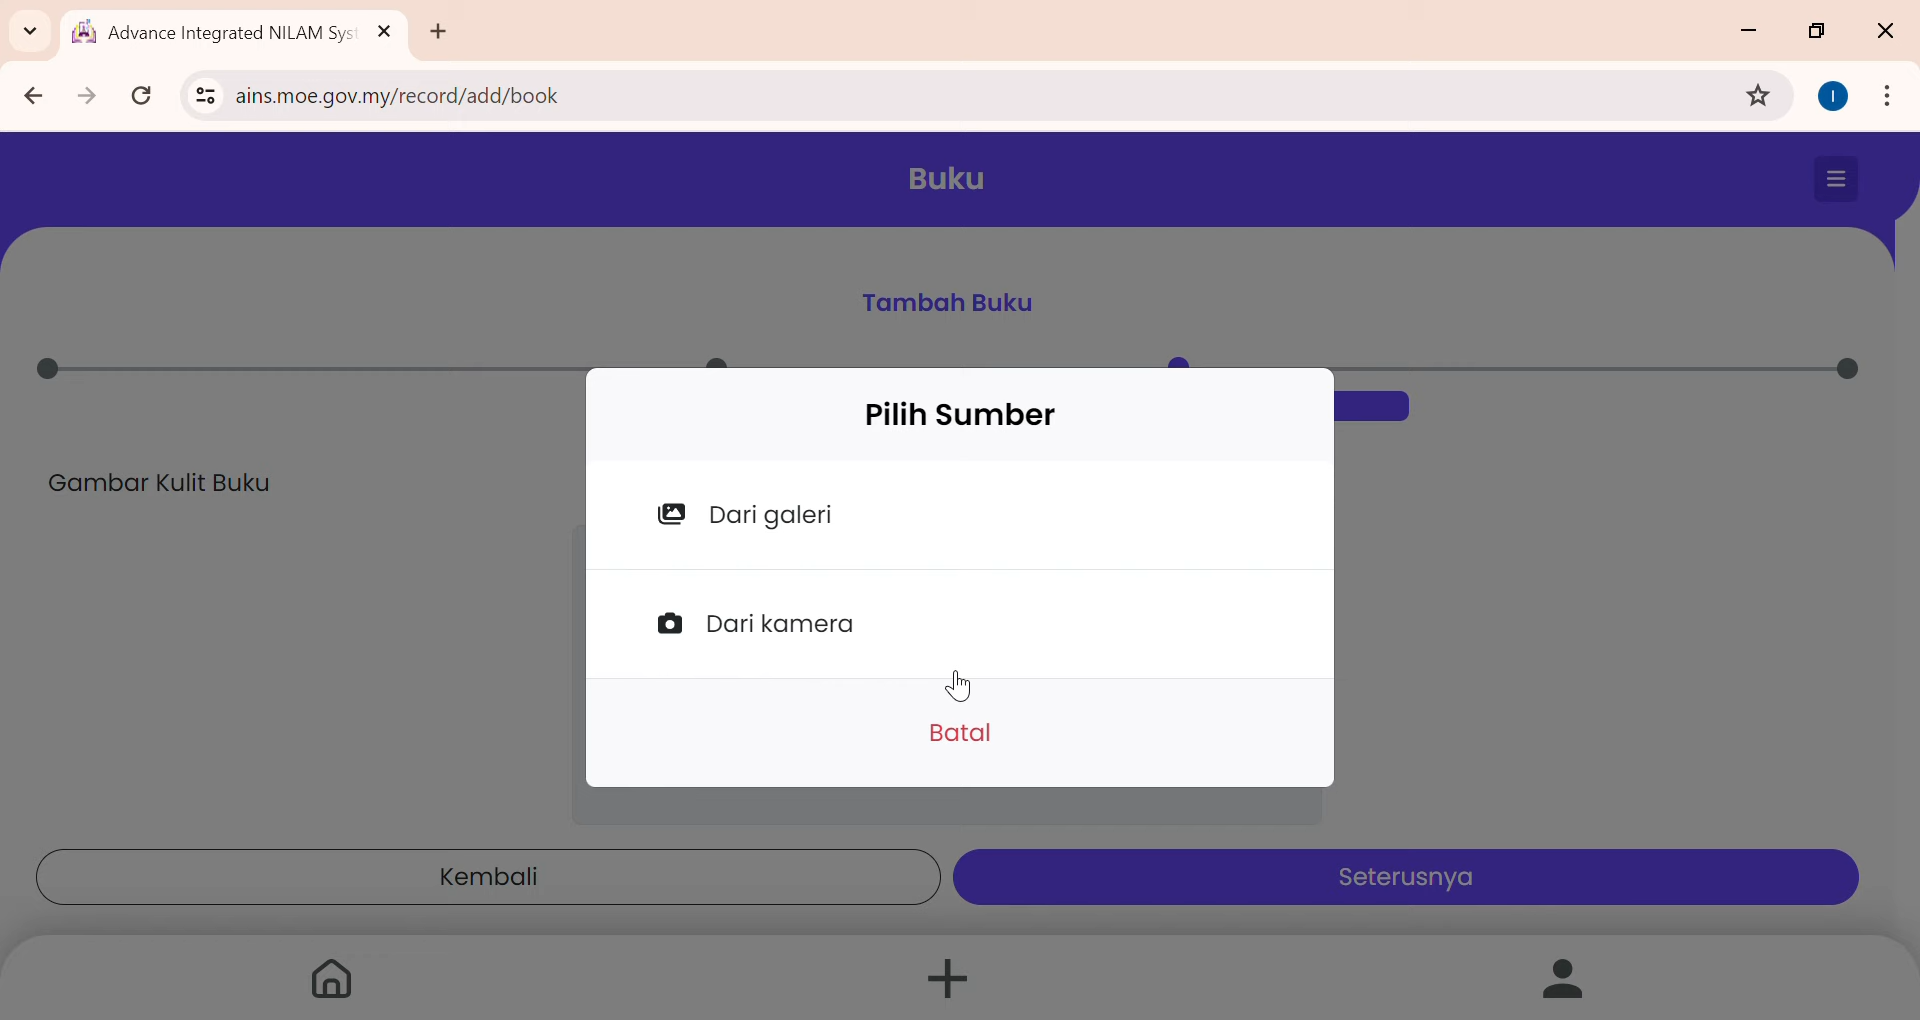 Advance Integrated NILAM Syst
ains.moe.gov.my/record/add/book
I
Buku
Tambah Buku
Pilih Sumber
Gambar Kulit Buku
Dari galeri
Dari kamera
Batal
Kembali
Seterusnya